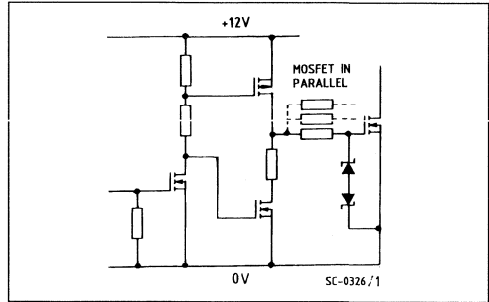 +12V
MOSFET IN
PARALLEL
0V
SC-0326/1